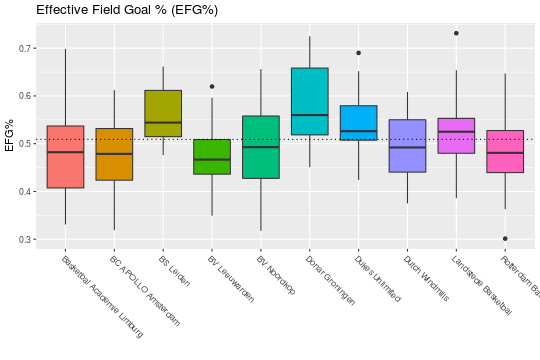 Effective Field Goal % (EFG%)
EFG%
0.7
0.6
0.5
0.4
0.3
Basketbal Academie Limburg
BC APOLLO Amsterdam
BS Leiden
BV Leeuwarden
BV Noordkop
Donar Groningen
Dukes Unlimited
Dutch Windmills
Landstede Basketbal
Rotterdam Bas